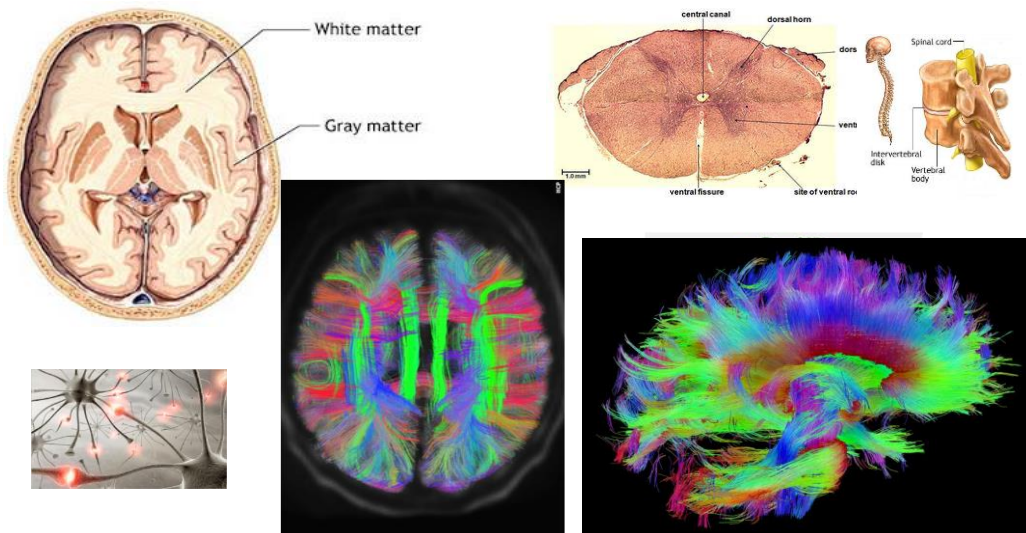 White matter
Gray matter
central canal
dorsal horn
dors
ventr
ventral fissure
site of ventral roo
1.0 mm
Spinal cord
Intervertebral
disk
Vertebral
body
HCP